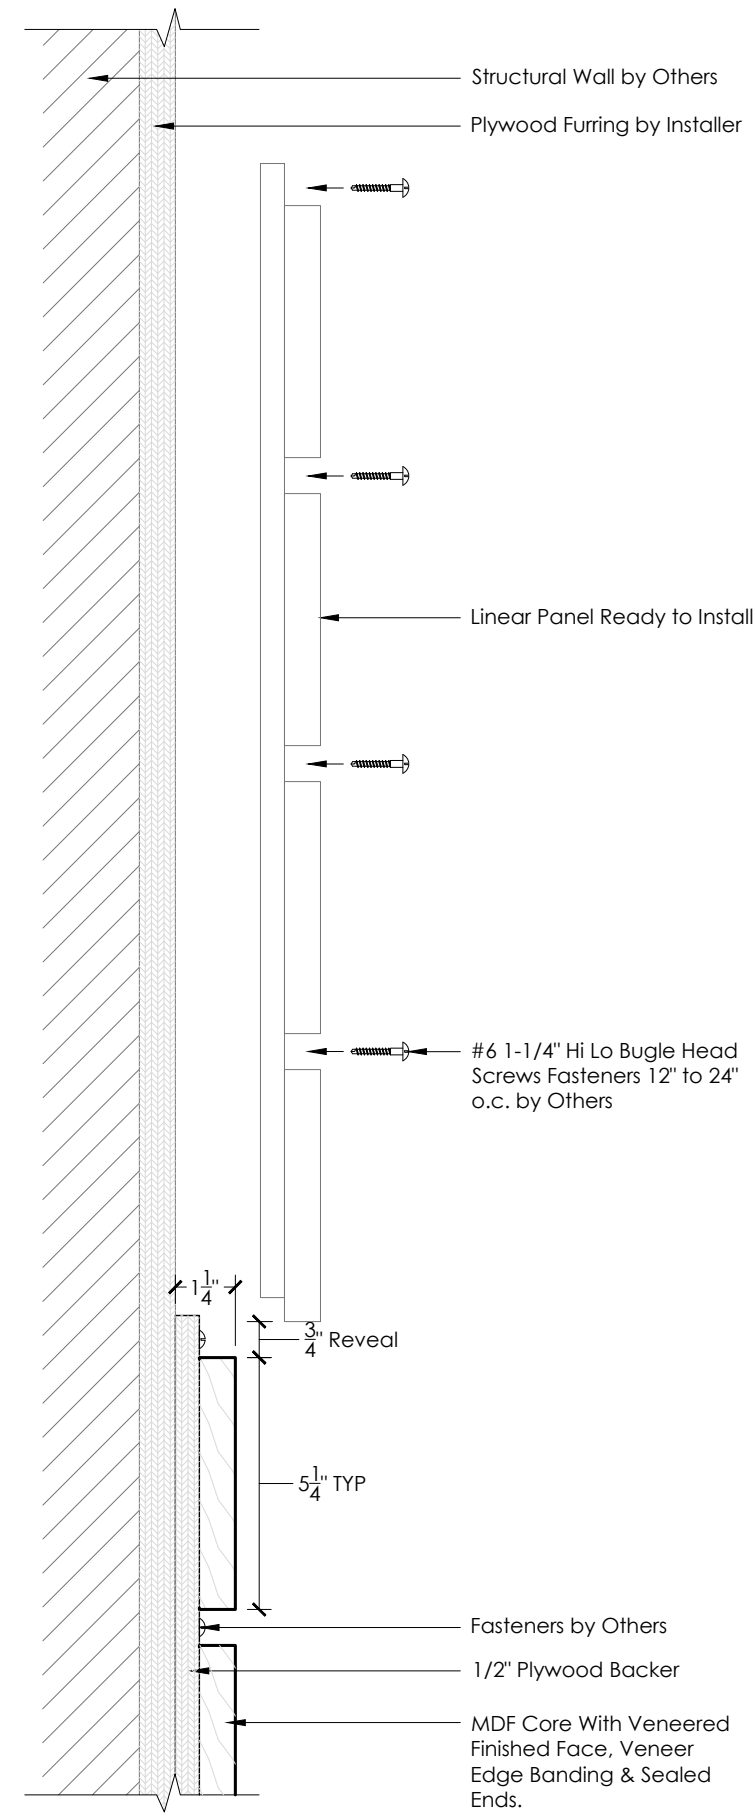 Structural Wall by Others
Plywood Furring by Installer
Linear Panel Ready to Install
#6 1-1/4" Hi Lo Bugle Head
Screws Fasteners 12" to 24"
o.c. by Others
1 1/4"
3/4" Reveal
5 1/4" TYP
Fasteners by Others
1/2" Plywood Backer
MDF Core With Veneered
Finished Face, Veneer
Edge Banding & Sealed
Ends.